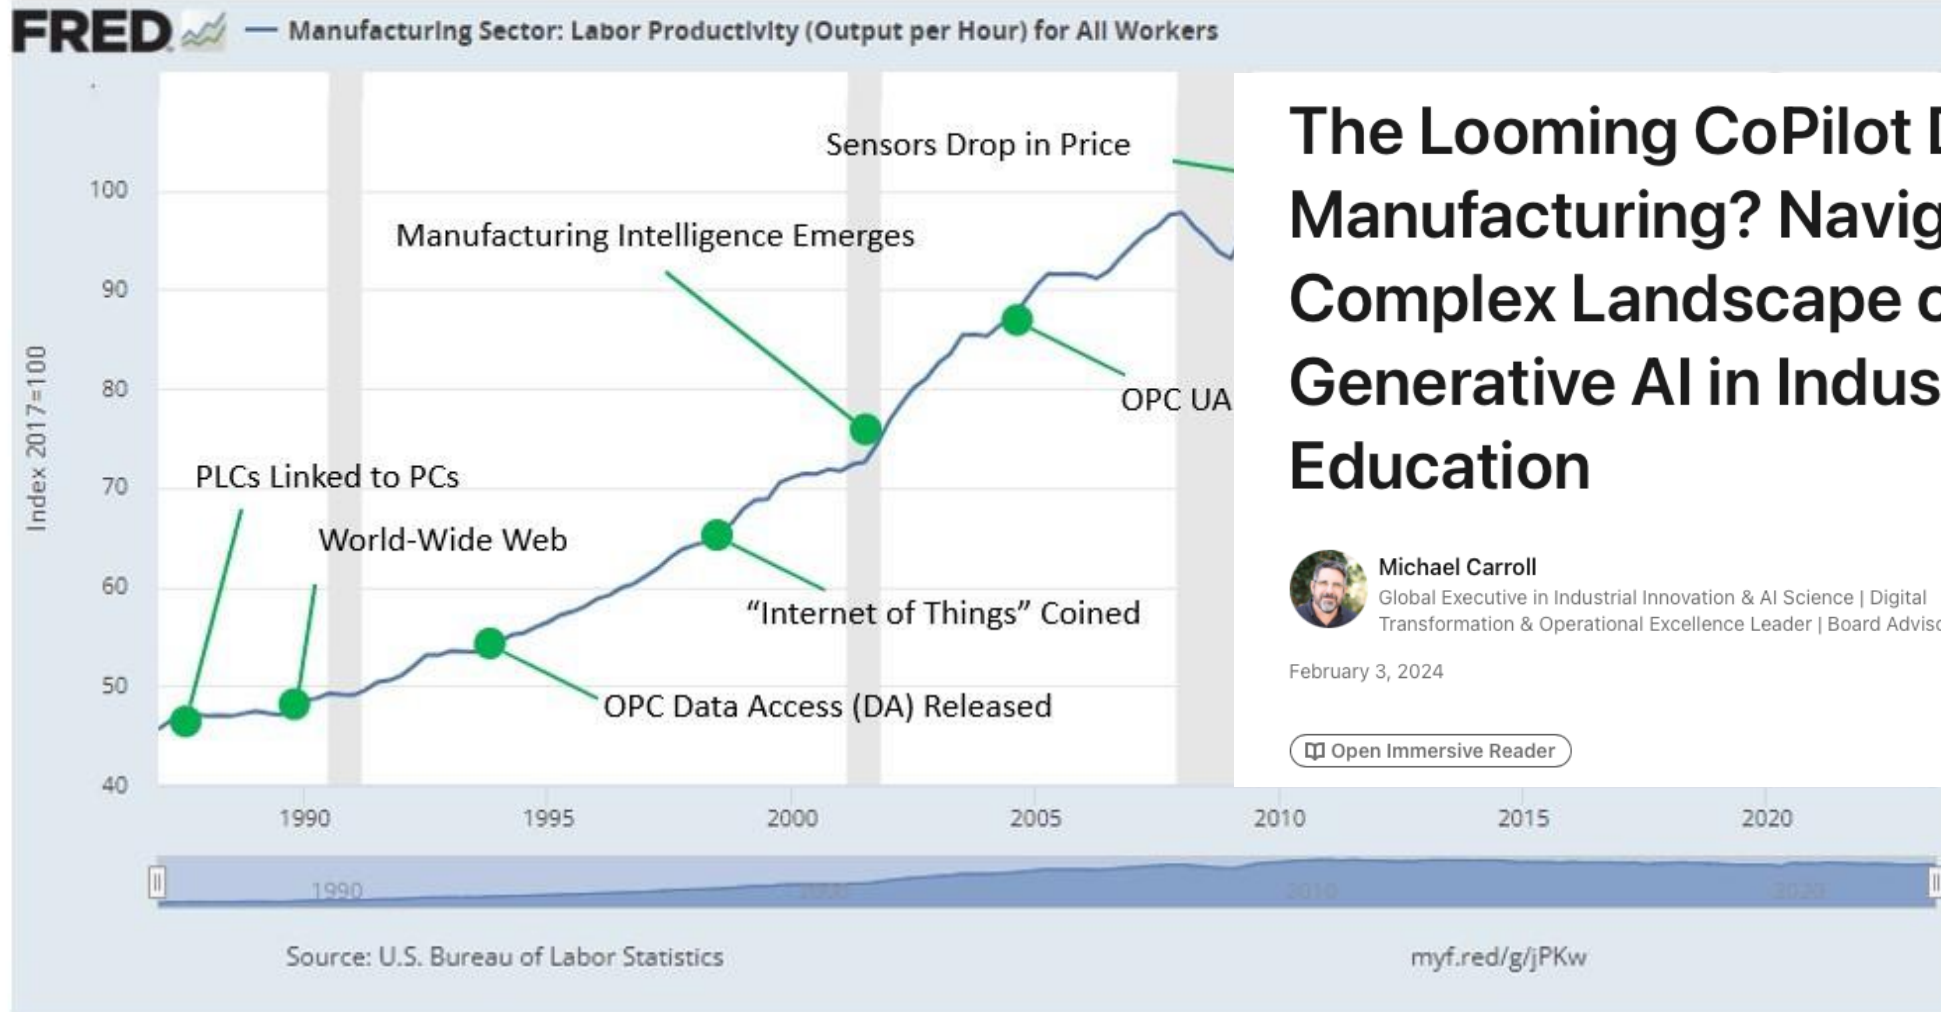 FRED
Manufacturing Sector: Labor Productivity (Output per Hour) for All Workers
Index 2017=100
100
90
80
70
60
50
40
Sensors Drop in Price
Manufacturing Intelligence Emerges
OPC UA
PLCs Linked to PCs
World-Wide Web
"Internet of Things" Coined
OPC Data Access (DA) Released
The Looming CoPilot
Manufacturing? Navig
Complex Landscape
Generative AI in Indus
Education
Michael Carroll
Global Executive in Industrial Innovation & AI Science | Digital
Transformation & Operational Excellence Leader | Board Adviso
February 3, 2024
Open Immersive Reader
1990
1995
2000
2005
2010
2015
2020
1990
2000
2010
2020
Source: U.S. Bureau of Labor Statistics
myf.red/g/jPKw